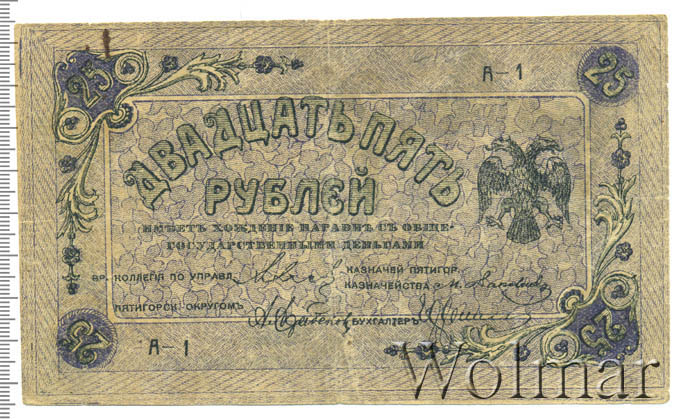 25 25
А-1
ДВАДЦАТЬ ПЯТЬ
РУБЛЕЙ
ИМѢЕТЪ ХОЖДЕНІЕ НАРАВНѢ СЪ ОБЩЕ-
ГОСУДАРСТВЕННЫМИ ДЕНЬГАМИ
ВР. КОЛЛЕГІЯ ПО УПРАВЛ. КАЗНАЧЕЙ ПЯТИГОР.
КАЗНАЧЕЙСТВА
ПЯТИГОРСК. ОКРУГОМЪ БУХГАЛТЕРЪ
А-1
25 25
Wolmar